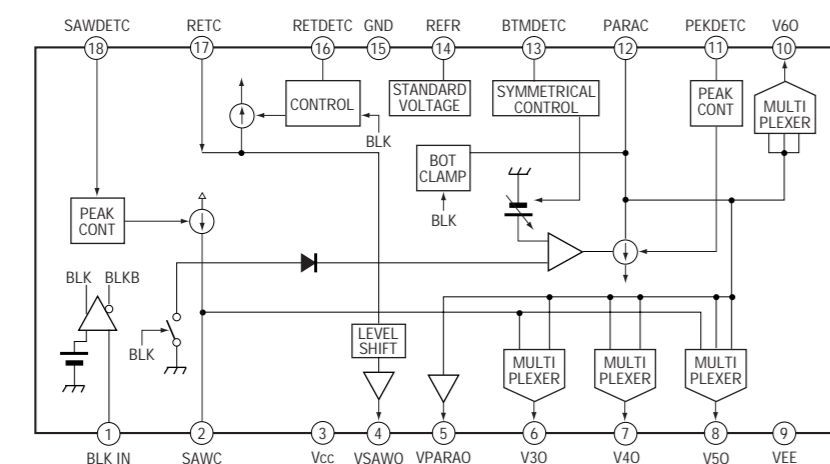 SAWDETC RETC RETDETC GND REFR BTMDETC PARAC PEKDETC V6O
18 17 16 15 14 13 12 11 10
CONTROL
STANDARD
VOLTAGE
SYMMETRICAL
CONTROL
PEAK
CONT
MULTI
PLEXER
BLK
BOT
CLAMP
BLK
PEAK
CONT
BLK BLKB
BLK
LEVEL
SHIFT
MULTI
PLEXER
MULTI
PLEXER
MULTI
PLEXER
1 2 3 4 5 6 7 8 9
BLK IN SAWC Vcc VSAWO VPARAO V3O V4O V5O VEE